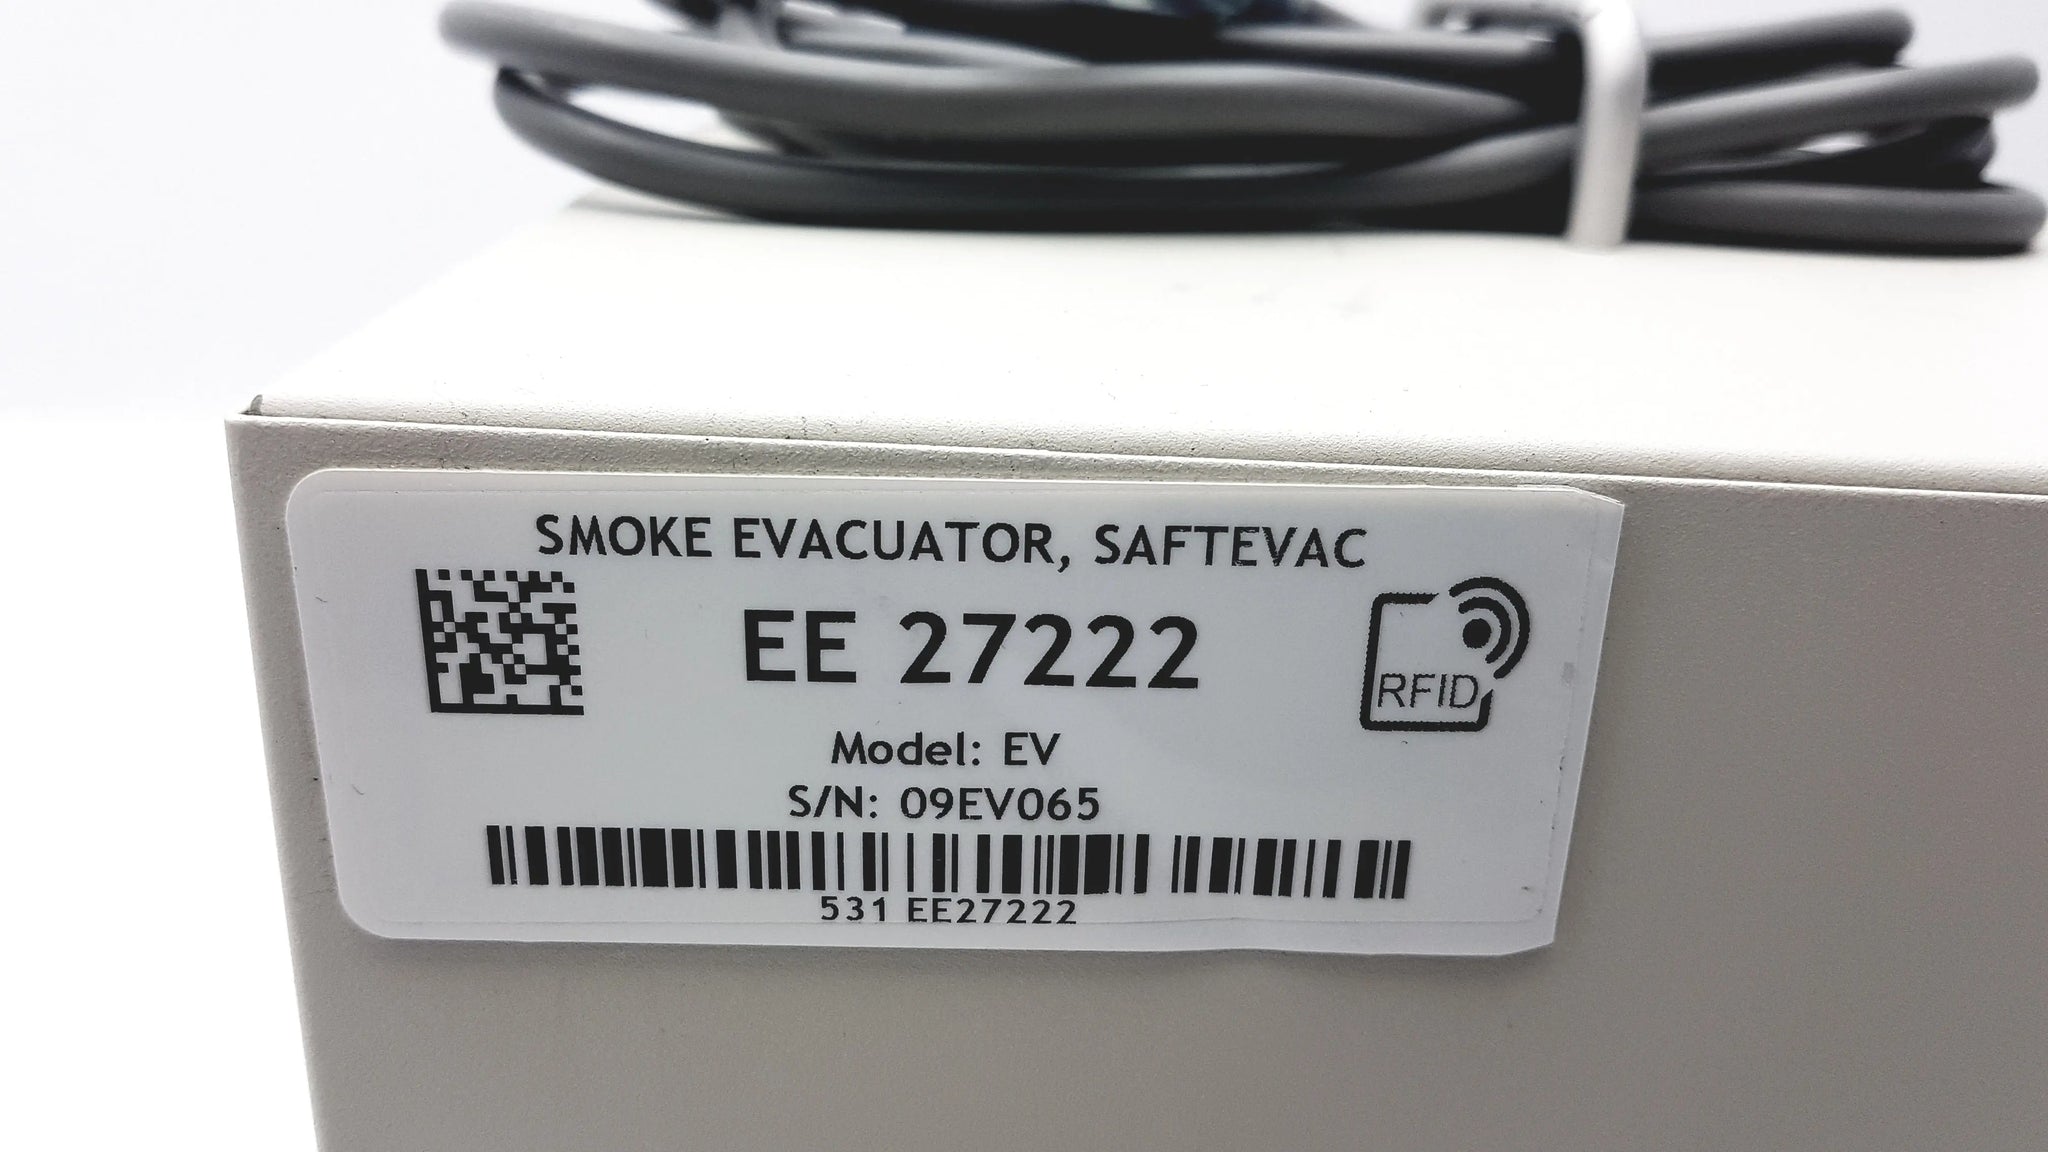 SMOKE EVACUATOR, SAFTEVAC
EE 27222
RFID
Model: EV
S/N: 09EV065
531 EE27222